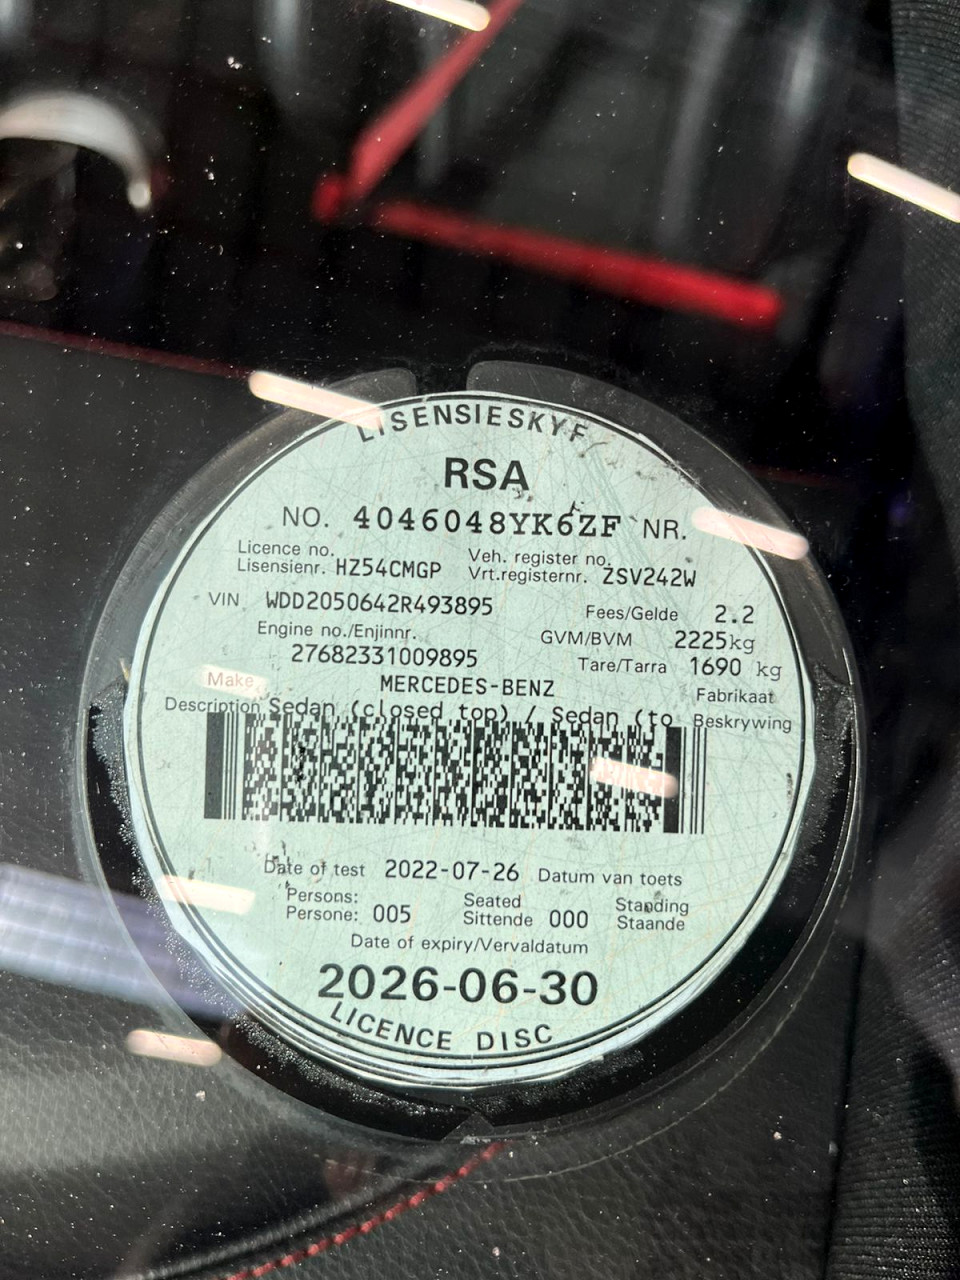 LISENSIESKYF
RSA
NO. 4046048YK6ZF NR.
Licence no.
Lisensienr. HZ54CMGP
Veh. register no.
Vrt.registernr. ZSV242W
VIN WDD2050642R493895
Fees/Gelde 2.2
Engine no./Enjinnr.
27682331009895
GVM/BVM 2225kg
Tare/Tarra 1690 kg
Make MERCEDES-BENZ Fabrikaat
Description Sedan (closed top) / Sedan (to Beskrywing
Date of test 2022-07-26 Datum van toets
Persons:
Persone: 005
Seated
Sittende 000
Standing
Staande
Date of expiry/Vervaldatum
2026-06-30
LICENCE DISC